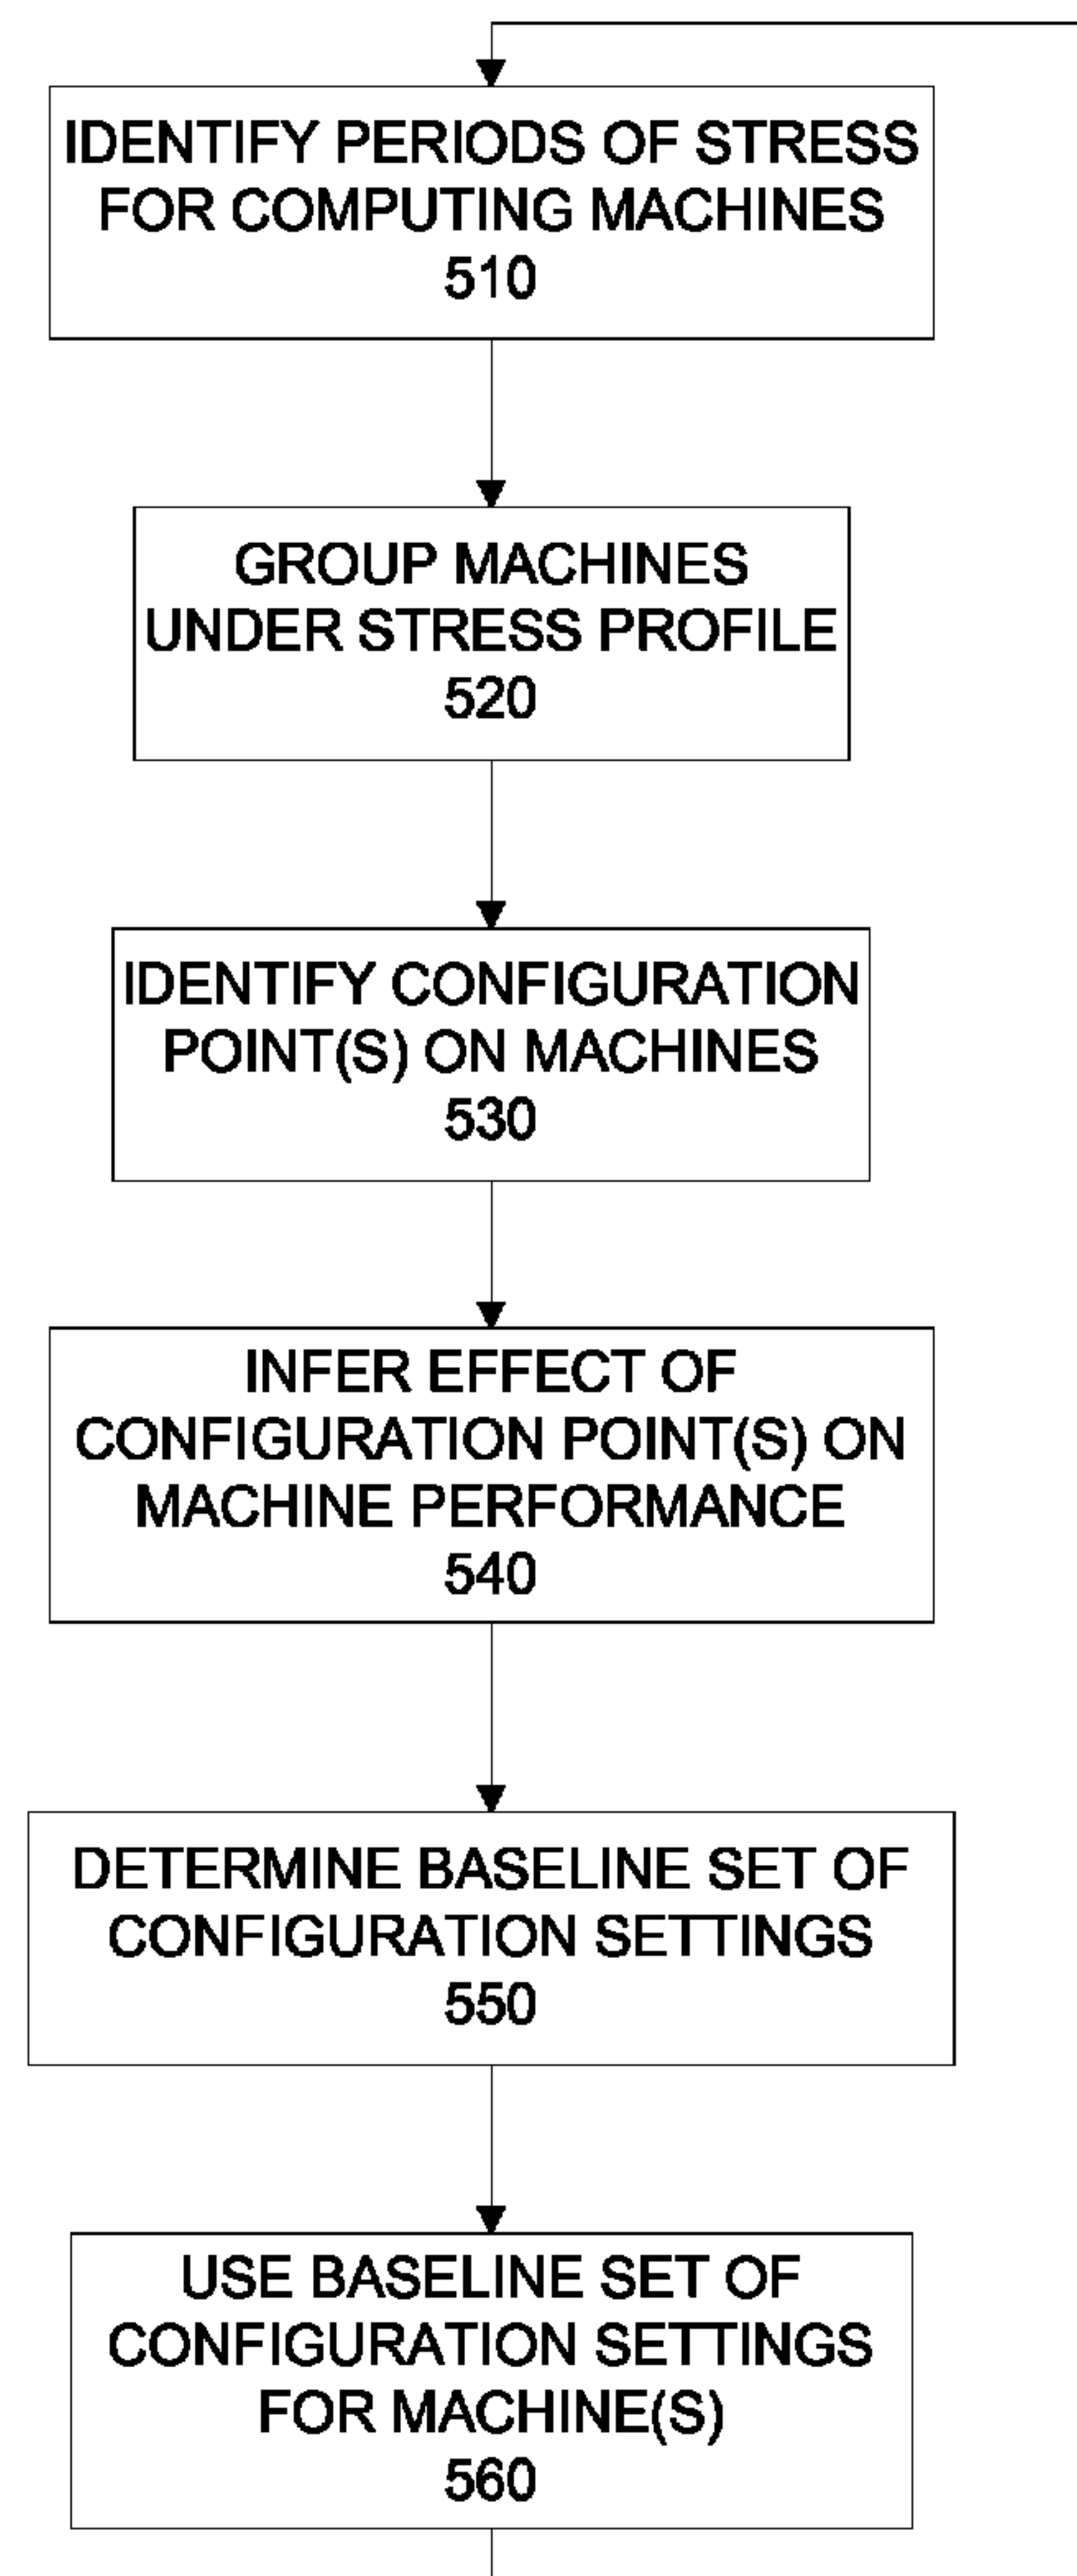 IDENTIFY PERIODS OF STRESS
FOR COMPUTING MACHINES
510
GROUP MACHINES
UNDER STRESS PROFILE
520
IDENTIFY CONFIGURATION
POINT(S) ON MACHINES
530
INFER EFFECT OF
CONFIGURATION POINT(S) ON
MACHINE PERFORMANCE
540
DETERMINE BASELINE SET OF
CONFIGURATION SETTINGS
550
USE BASELINE SET OF
CONFIGURATION SETTINGS
FOR MACHINE(S)
560